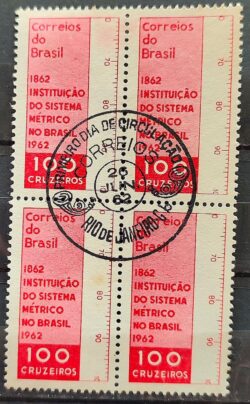 Correios
do
Brasil
1862
INSTITUIÇÃO
DO SISTEMA
MÉTRICO
NO BRASIL
1962
100
CRUZEIROS
Correios
do
Brasil
1862
INSTITUIÇÃO
DO SISTEMA
MÉTRICO
NO BRASIL
1962
100
CRUZEIROS
PRIMEIRO DIA DE CIRCULAÇÃO
CORREIOS
RIO DE JANEIRO
Correios
do
Brasil
1862
INSTITUIÇÃO
DO SISTEMA
MÉTRICO
NO BRASIL
1962
100
CRUZEIROS
Correios
do
Brasil
1862
INSTITUIÇÃO
DO SISTEMA
MÉTRICO
NO BRASIL
1962
100
CRUZEIROS